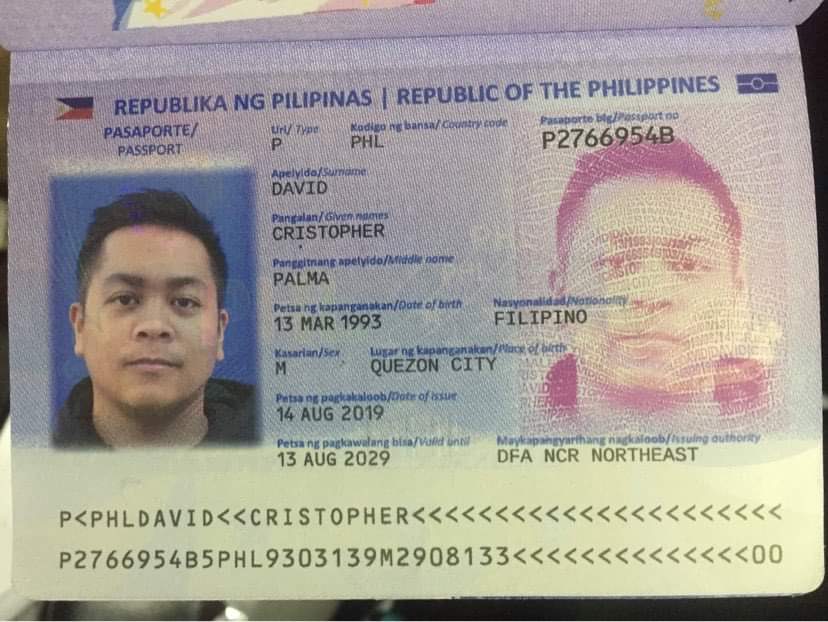 REPUBLIKA NG PILIPINAS | REPUBLIC OF THE PHILIPPINES
PASAPORTE/
PASSPORT
Uri/ Type
P
Kodigo ng bansa/ Country code
PHL
Pasaporte blg/Passport no
P2766954B
Apelyido/Surname
DAVID
Pangalan/Given names
CRISTOPHER
Panggitnang apelyido/Middle name
PALMA
Petsa ng kapanganakan/Date of birth
13 MAR 1993
Nasyonalidad/Nationality
FILIPINO
Kasarian/Sex
M
Lugar ng kapanganakan/Place of birth
QUEZON CITY
Petsa ng pagkakaloob/Date of issue
14 AUG 2019
Petsa ng pagkawalang bisa/Valid until
13 AUG 2029
Maykapangyarihang nagkaloob/Issuing authority
DFA NCR NORTHEAST
P<PHLDAVID<<CRISTOPHER<<<<<<<<<<<<<<<<<<<<<<
P2766954B5PHL9303139M2908133<<<<<<<<<<<<<<00